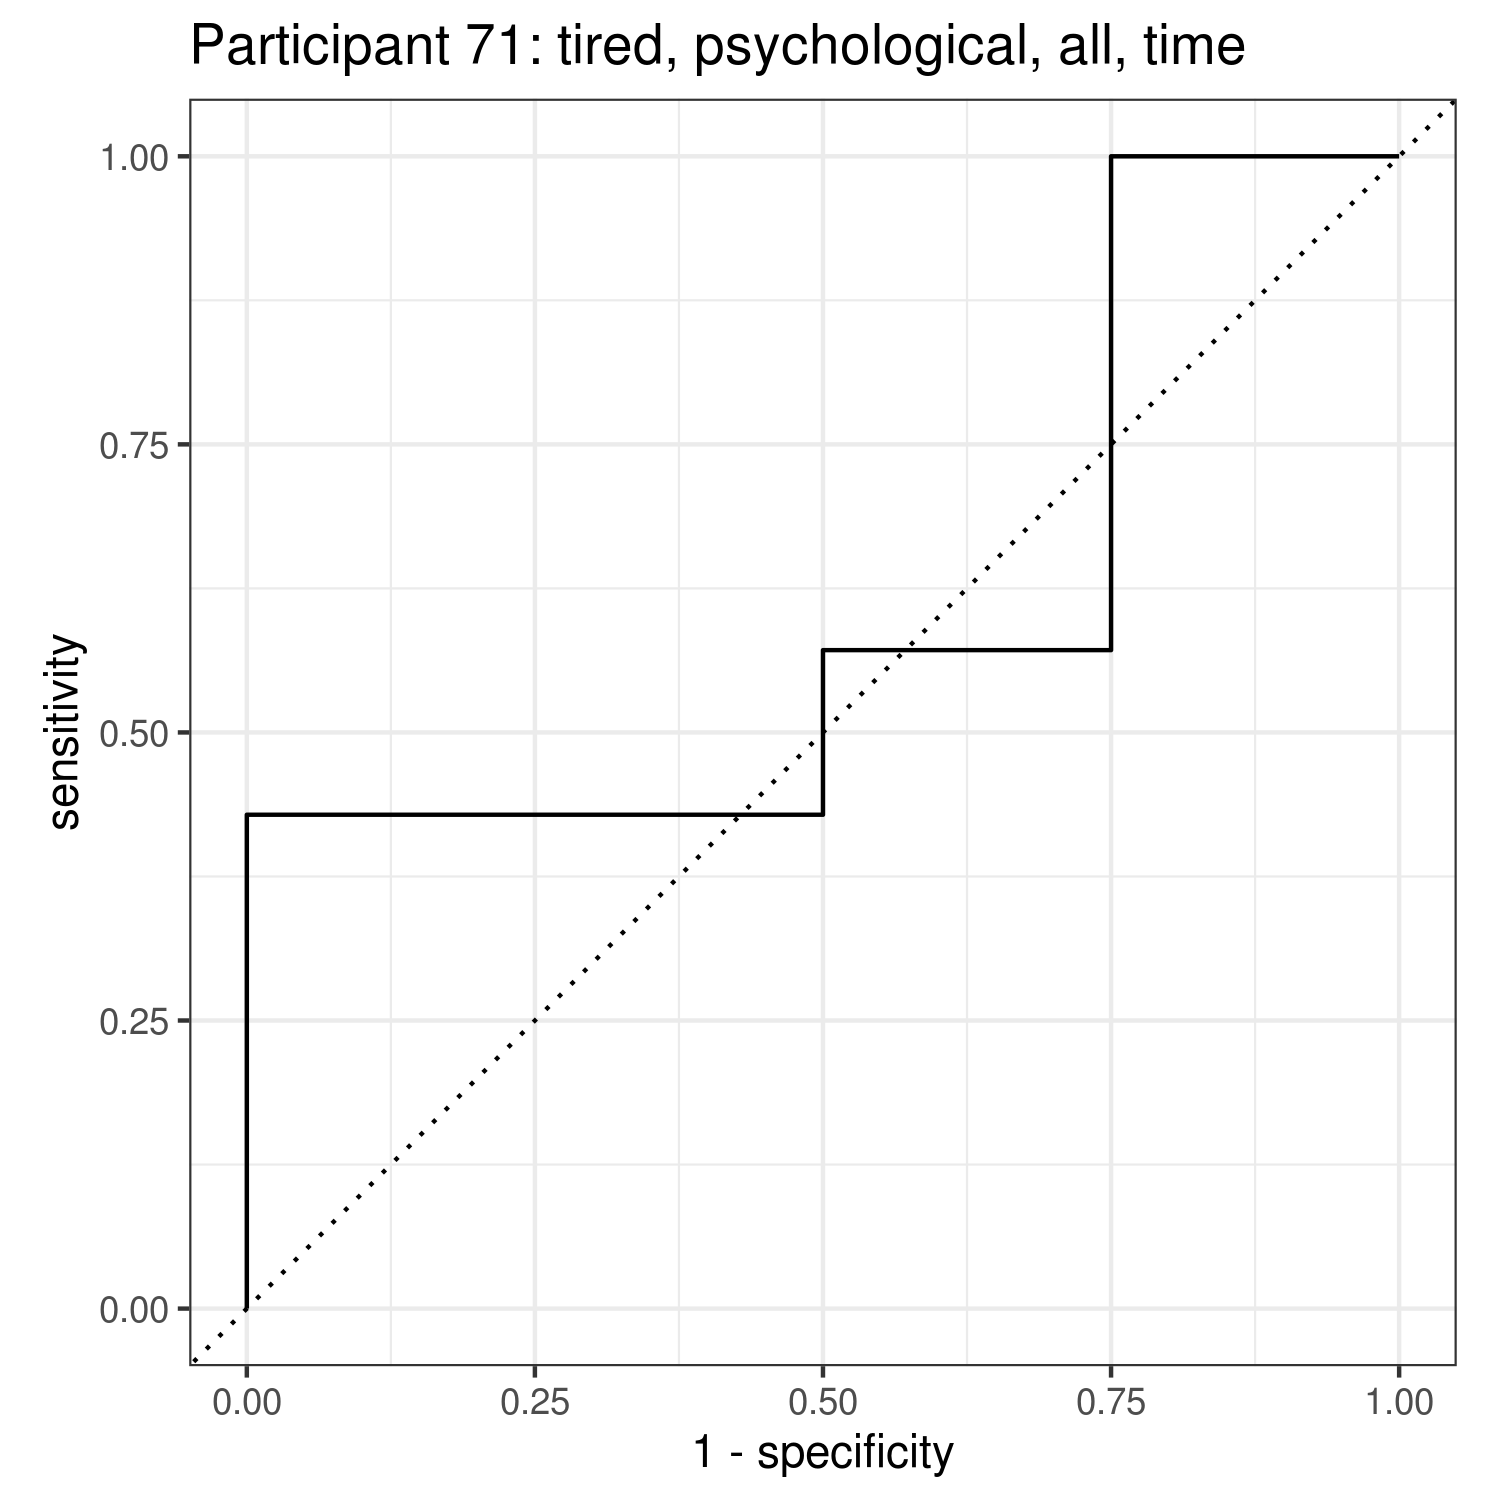 Participant 71: tired, psychological, all, time
1.00
0.75
0.50
0.25
0.00
sensitivity
0.00 0.25 0.50 0.75 1.00
1 - specificity